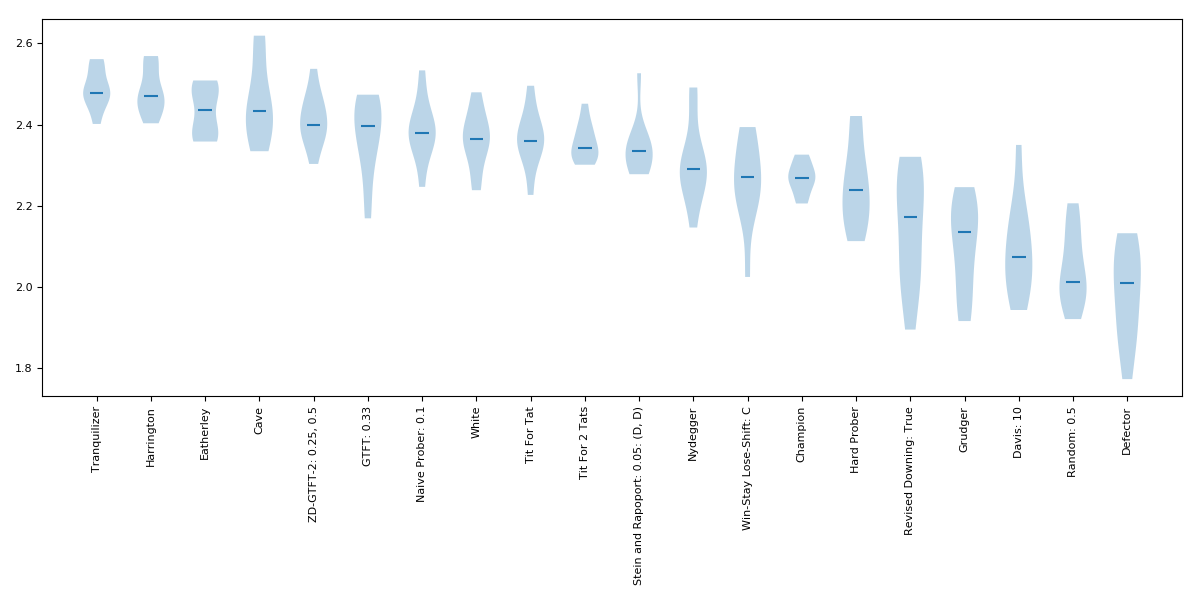 2.6
2.4
2.2
2.0
1.8
Tranquilizer
Harrington
Eatherley
Cave
ZD-GTFT-2: 0.25, 0.5
GTFT: 0.33
Naive Prober: 0.1
White
Tit For Tat
Tit For 2 Tats
Stein and Rapoport: 0.05: (D, D)
Nydegger
Win-Stay Lose-Shift: C
Champion
Hard Prober
Revised Downing: True
Grudger
Davis: 10
Random: 0.5
Defector